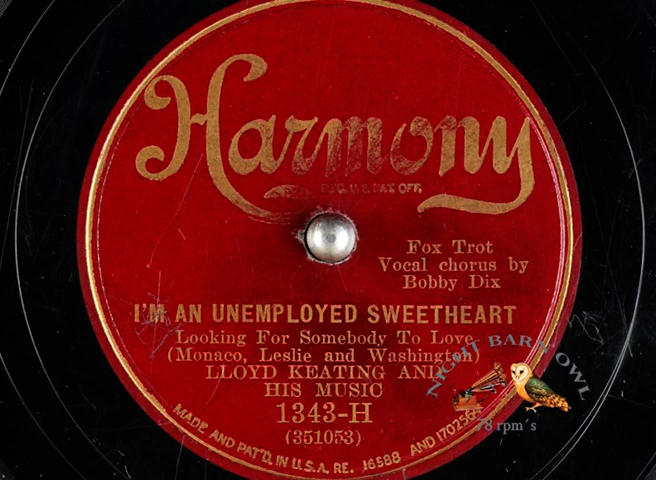 Harmony
REG. U.S. PAT. OFF.
Fox Trot
Vocal chorus by
Bobby Dix
I'M AN UNEMPLOYED SWEETHEART
Looking For Somebody To Love
(Monaco, Leslie and Washington)
LLOYD KEATING AND
HIS MUSIC
1343-H
(351053)
MADE AND PAT'D. IN U.S.A. RE. 16588 AND
NIGHT BARN OWL
78 rpm´s